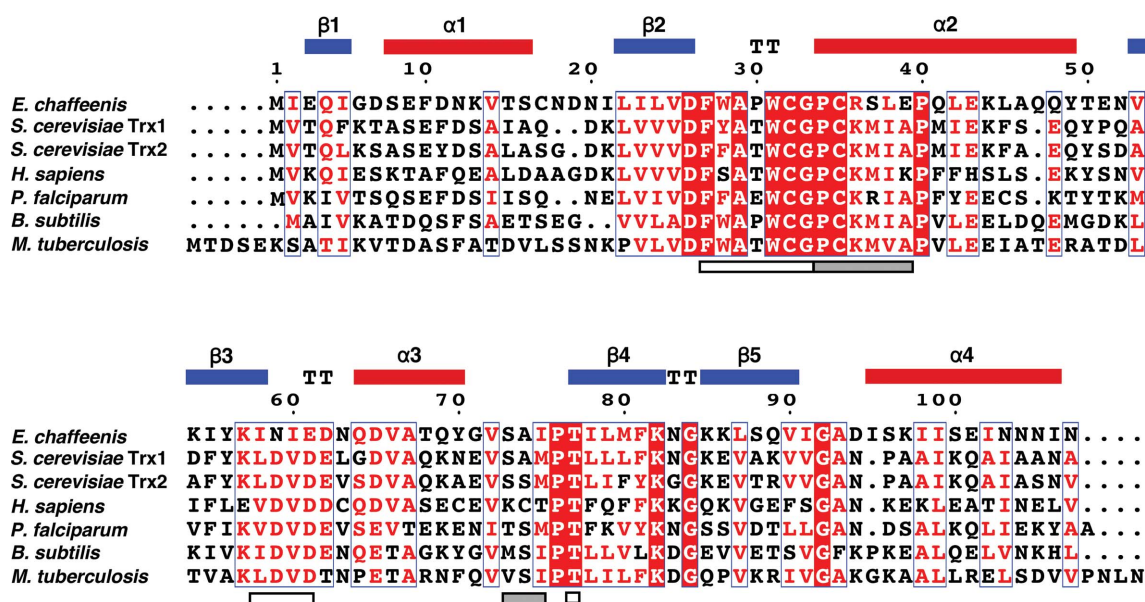 β1 α1 β2 TT α2
1 10 20 30 40 50
E. chaffeenis .....MIEQIGDSEFDNKVTSCNDNILILVDFWAPWCGPCRSLEPQLEKLAQQYTENV
S. cerevisiae Trx1 .....MVTQFKTASEFDSAIAQ..DKLVVVDFYATWCGPCKMIAPMIEKFS.EQYPQA
S. cerevisiae Trx2 .....MVTQLKSASEYDSALASG.DKLVVVDFFATWCGPCKMIAPMIEKFA.EQYSDA
H. sapiens .....MVKQIESKTAFQEALDAAGDKLVVVDFSATWCGPCKMIKPFFHSLS.EKYSNV
P. falciparum .....MVKIVTSQSEFDSIISQ..NELVIVDFFAEWCGPCKRIAPFYEECS.KTYTKM
B. subtilis ......MAIVKATDQSFSAETSEG..VVLADFWAPWCGPCKMIAPVLEELDQEMGDKL
M. tuberculosis MTDSEKSATIKVTDASFATDVLSSNKPVLVDFWATWCGPCKMVAPVLEEIATERATDL
β3 TT α3 β4 TT β5 α4
60 70 80 90 100
E. chaffeenis KIYKINIEDNQDVATQYGVSAIPTILMFKNGKKLSQVIGADISKIISEINNNIN....
S. cerevisiae Trx1 DFYKLDVDELGDVAQKNEVSAMPTLLLFKNGKEVAKVVGAN.PAAIKQAIAANA....
S. cerevisiae Trx2 AFYKLDVDEVSDVAQKAEVSSMPTLIFYKGGKEVTRVVGAN.PAAIKQAIASNV....
H. sapiens IFLEVDVDDCQDVASECEVKCTPTFQFFKKGQKVGEFSGAN.KEKLEATINELV....
P. falciparum VFIKVDVDEVSEVTEKENITSMPTFKVYKNGSSVDTLLGAN.DSALKQLIEKYAA...
B. subtilis KIVKIDVDENQETAGKYGVMSIPTLLVLKDGEVVETSVGFKPKEALQELVNKHL....
M. tuberculosis TVAKLDVDTNPETARNFQVVSIPTLILFKDGQPVKRIVGAKGKAALLRELSDVVPNLN